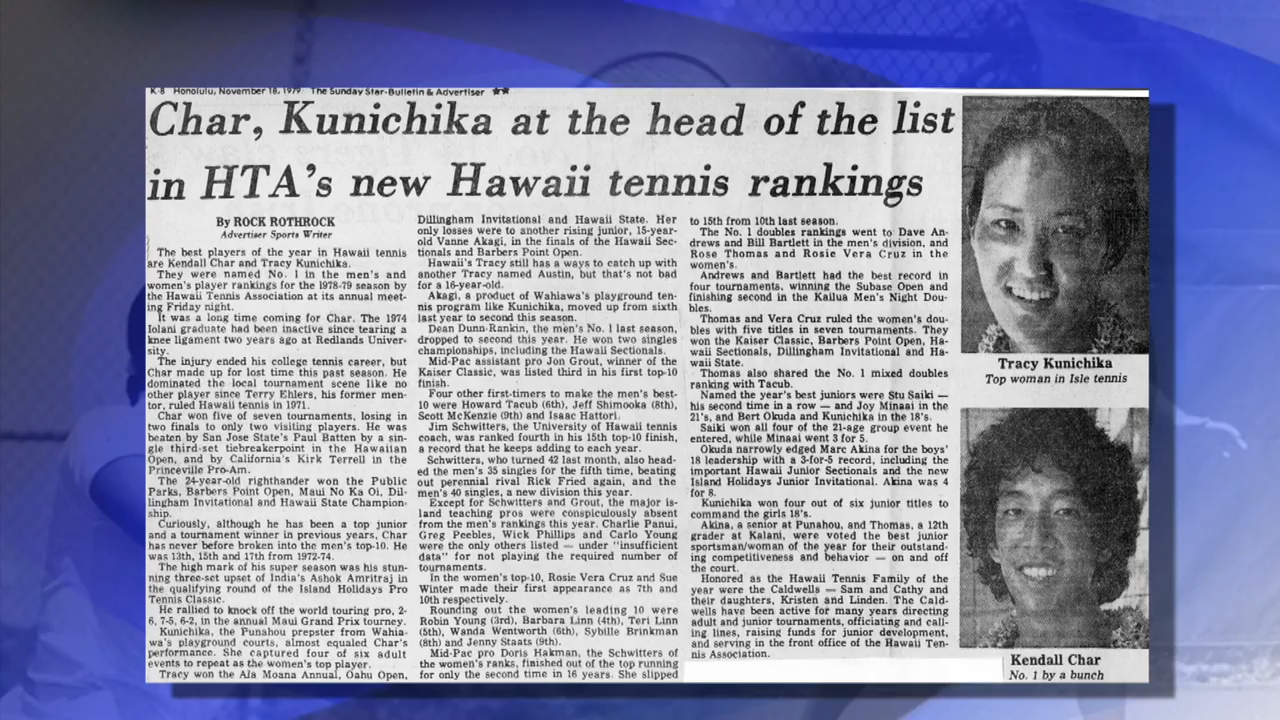 K-8 Honolulu, November 18, 1979 The Sunday Star-Bulletin & Advertiser ★★
Char, Kunichika at the head of the list
in HTA's new Hawaii tennis rankings
By ROCK ROTHROCK
Advertiser Sports Writer
The best players of the year in Hawaii tennis
are Kendall Char and Tracy Kunichika.
They were named No. 1 in the men's and
women's player rankings for the 1978-79 season by
the Hawaii Tennis Association at its annual meet-
ing Friday night.
It was a long time coming for Char. The 1974
Iolani graduate had been inactive since tearing a
knee ligament two years ago at Redlands Univer-
sity.
The injury ended his college tennis career, but
Char made up for lost time this past season. He
dominated the local tournament scene like no
other player since Terry Ehlers, his former men-
tor, ruled Hawaii tennis in 1971.
Char won five of seven tournaments, losing in
two finals to only two visiting players. He was
beaten by San Jose State's Paul Batten by a sin-
gle third-set tiebreakerpoint in the Hawaiian
Open, and by California's Kirk Terrell in the
Princeville Pro-Am.
The 24-year-old righthander won the Public
Parks, Barbers Point Open, Maui No Ka Oi, Dil-
lingham Invitational and Hawaii State Champion-
ship.
Curiously, although he has been a top junior
and a tournament winner in previous years, Char
has never before broken into the men's top-10. He
was 13th, 15th and 17th from 1972-74.
The high mark of his super season was his stun-
ning three-set upset of India's Ashok Amritraj in
the qualifying round of the Island Holidays Pro
Tennis Classic.
He rallied to knock off the world touring pro, 2-
6, 7-5, 6-2, in the annual Maui Grand Prix tourney.
Kunichika, the Punahou prepster from Wahia-
wa's playground courts, almost equaled Char's
performance. She captured four of six adult
events to repeat as the women's top player.
Tracy won the Ala Moana Annual, Oahu Open,
Dillingham Invitational and Hawaii State. Her
only losses were to another rising junior, 15-year-
old Vanne Akagi, in the finals of the Hawaii Sec-
tionals and Barbers Point Open.
Hawaii's Tracy still has a ways to catch up with
another Tracy named Austin, but that's not bad
for a 16-year-old.
Akagi, a product of Wahiawa's playground ten-
nis program like Kunichika, moved up from sixth
last year to second this season.
Dean Dunn-Rankin, the men's No. 1 last season,
dropped to second this year. He won two singles
championships, including the Hawaii Sectionals.
Mid-Pac assistant pro Jon Grout, winner of the
Kaiser Classic, was listed third in his first top-10
finish.
Four other first-timers to make the men's best-
10 were Howard Tacub (6th), Jeff Shimooka (8th),
Scott McKenzie (9th) and Isaac Hattori.
Jim Schwitters, the University of Hawaii tennis
coach, was ranked fourth in his 15th top-10 finish,
a record that he keeps adding to each year.
Schwitters, who turned 42 last month, also head-
ed the men's 35 singles for the fifth time, beating
out perennial rival Rick Fried again, and the
men's 40 singles, a new division this year.
Except for Schwitters and Grout, the major is-
land teaching pros were conspicuously absent
from the men's rankings this year. Charlie Panui,
Greg Peebles, Wick Phillips and Carlo Young
were the only others listed — under "insufficient
data" for not playing the required number of
tournaments.
In the women's top-10, Rosie Vera Cruz and Sue
Winter made their first appearance as 7th and
10th respectively.
Rounding out the women's leading 10 were
Robin Young (3rd), Barbara Linn (4th), Teri Linn
(5th), Wanda Wentworth (6th), Sybille Brinkman
(8th) and Jenny Staats (9th).
Mid-Pac pro Doris Hakman, the Schwitters of
the women's ranks, finished out of the top running
for only the second time in 16 years. She slipped
to 15th from 10th last season.
The No. 1 doubles rankings went to Dave An-
drews and Bill Bartlett in the men's division, and
Rose Thomas and Rosie Vera Cruz in the
women's.
Andrews and Bartlett had the best record in
four tournaments, winning the Subase Open and
finishing second in the Kailua Men's Night Dou-
bles.
Thomas and Vera Cruz ruled the women's dou-
bles with five titles in seven tournaments. They
won the Kaiser Classic, Barbers Point Open, Ha-
waii Sectionals, Dillingham Invitational and Ha-
waii State.
Thomas also shared the No. 1 mixed doubles
ranking with Tacub.
Named the year's best juniors were Stu Saiki —
his second time in a row — and Joy Minaai in the
21's, and Bert Okuda and Kunichika in the 18's.
Saiki won all four of the 21-age group event he
entered, while Minaai went 3 for 5.
Okuda narrowly edged Marc Akina for the boys'
18 leadership with a 3-for-5 record, including the
important Hawaii Junior Sectionals and the new
Island Holidays Junior Invitational. Akina was 4
for 8.
Kunichika won four out of six junior titles to
command the girls 18's.
Akina, a senior at Punahou, and Thomas, a 12th
grader at Kalani, were voted the best junior
sportsman/woman of the year for their outstand-
ing competitiveness and behavior — on and off
the court.
Honored as the Hawaii Tennis Family of the
year were the Caldwells — Sam and Cathy and
their daughters, Kristen and Linden. The Cald-
wells have been active for many years directing
adult and junior tournaments, officiating and call-
ing lines, raising funds for junior development,
and serving in the front office of the Hawaii Ten-
nis Association.
Tracy Kunichika
Top woman in Isle tennis
Kendall Char
No. 1 by a bunch